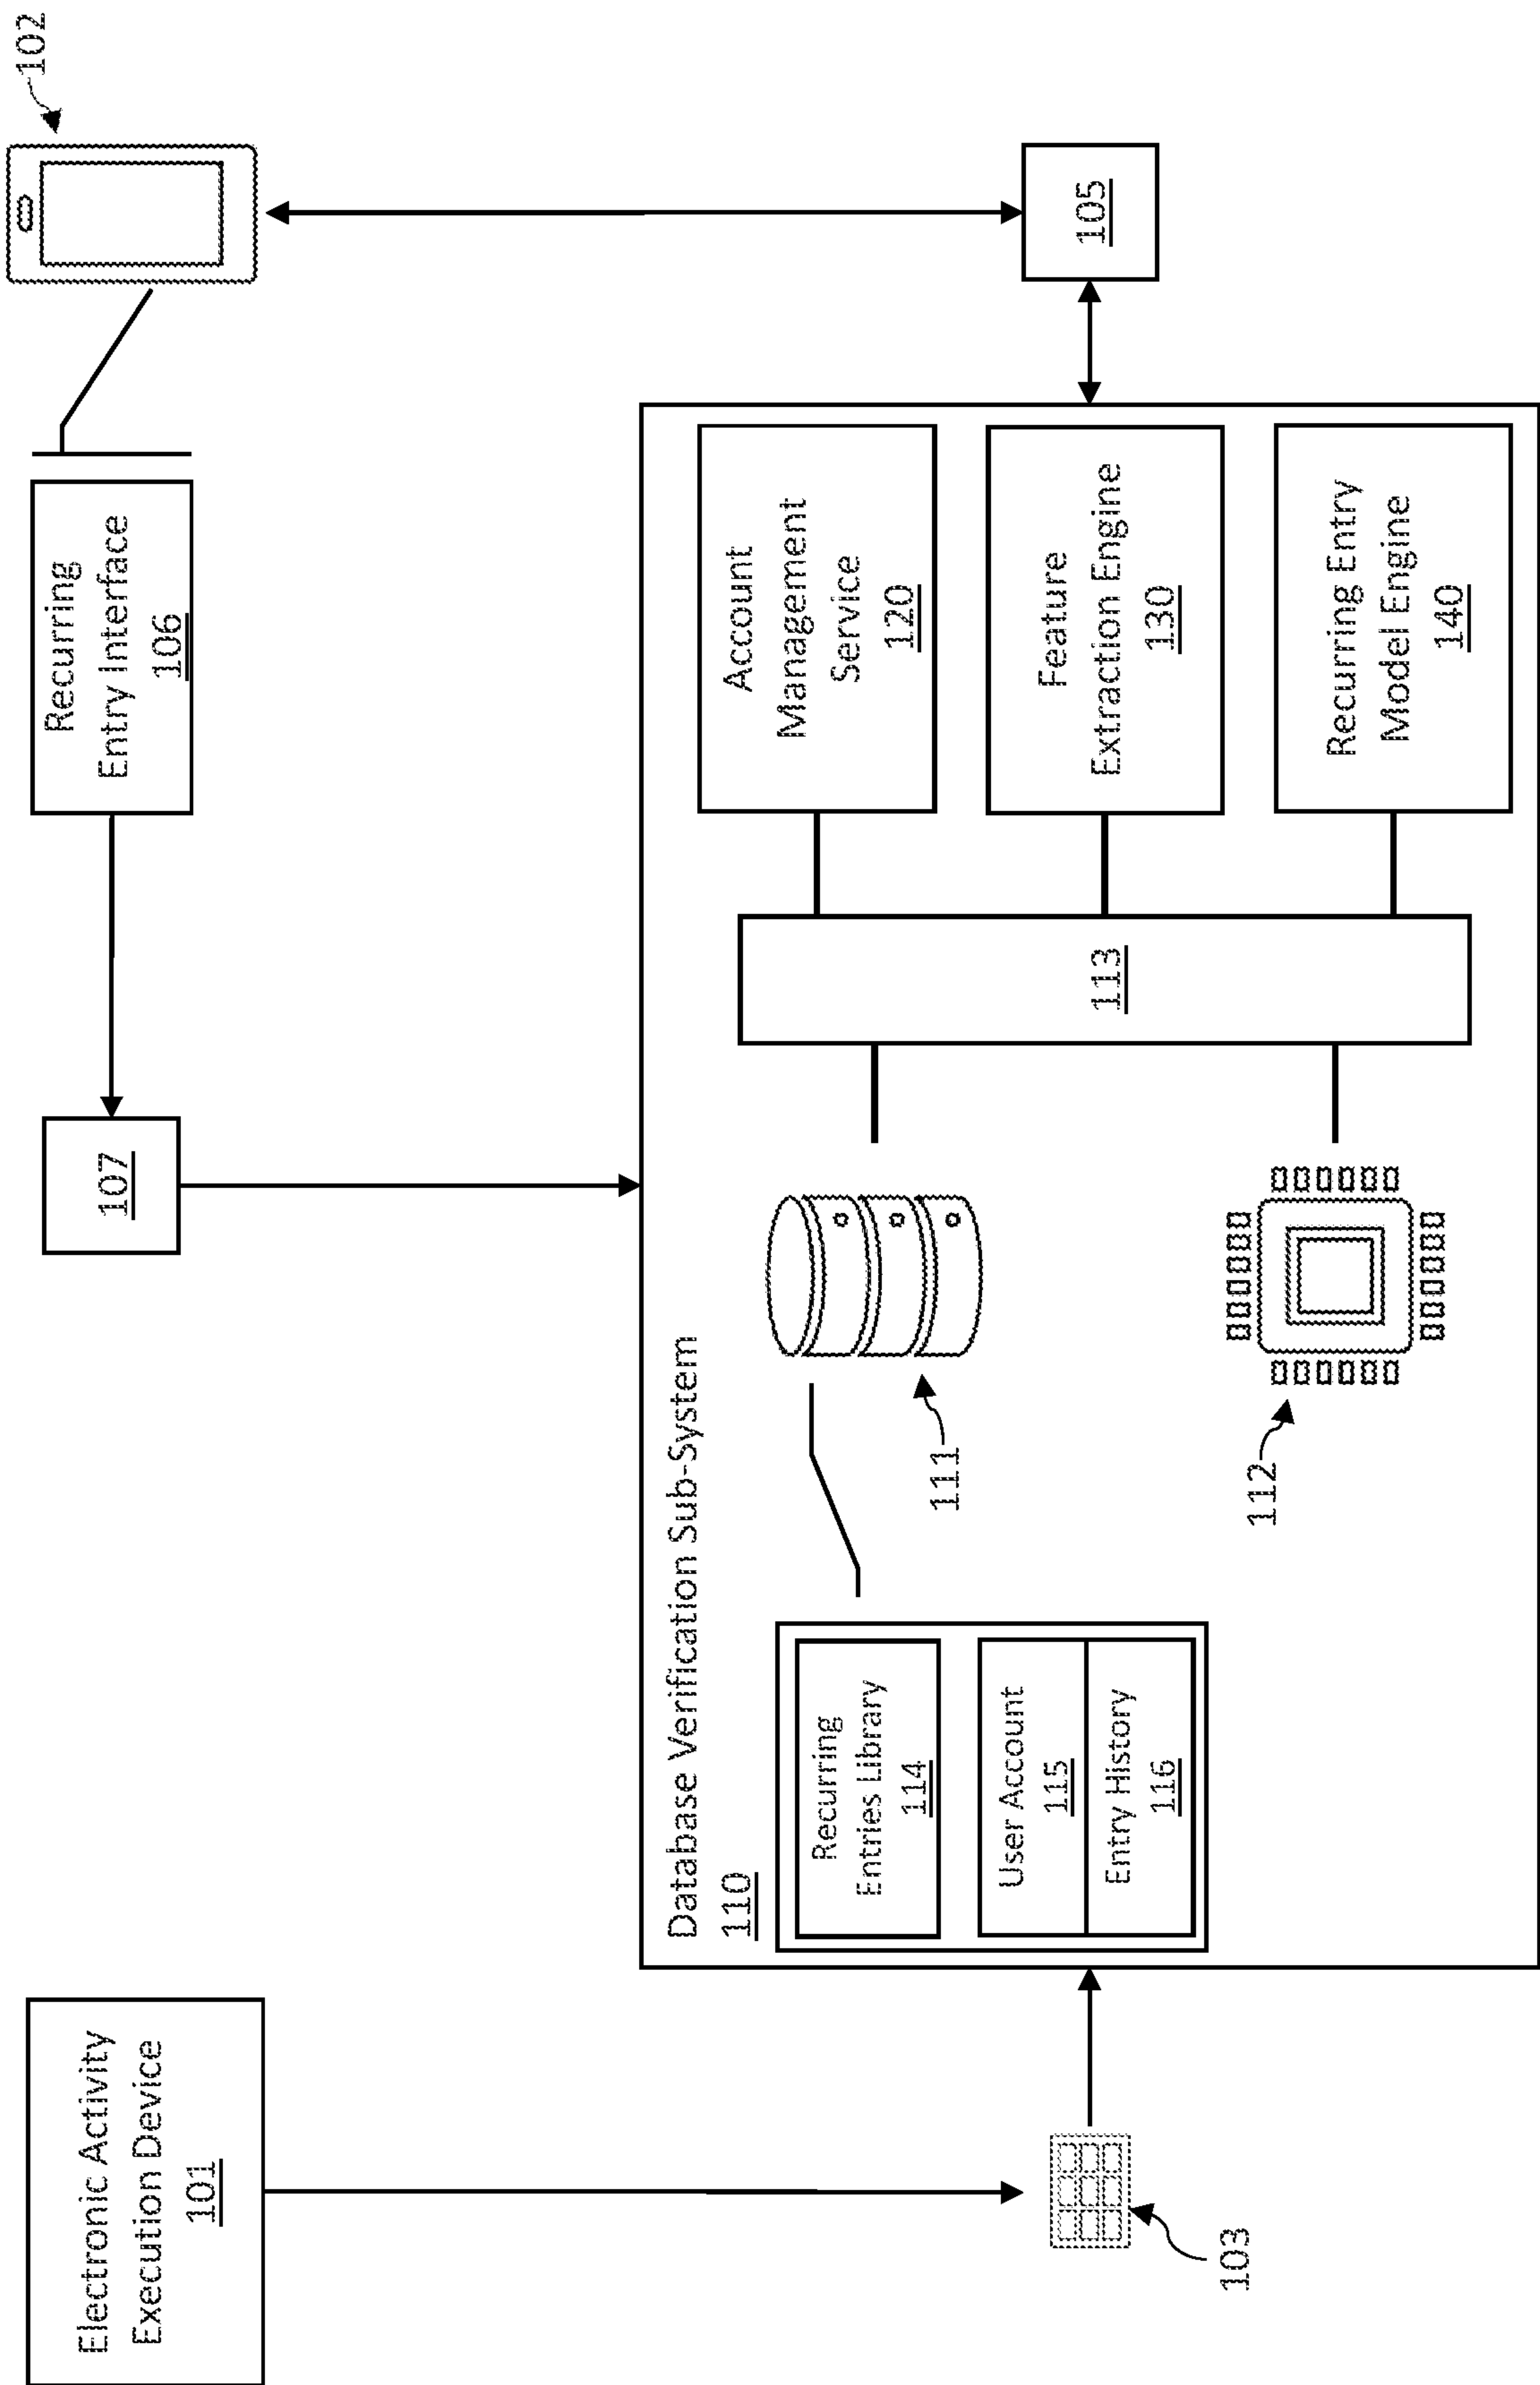 Electronic Activity
Execution Device
101
107
Recurring
Entry Interface
106
102
Database Verification Sub-System
110
Recurring
Entries Library
114
User Account
115
Entry History
116
111
112
113
Account
Management
Service
120
Feature
Extraction Engine
130
Recurring Entry
Model Engine
140
103
105